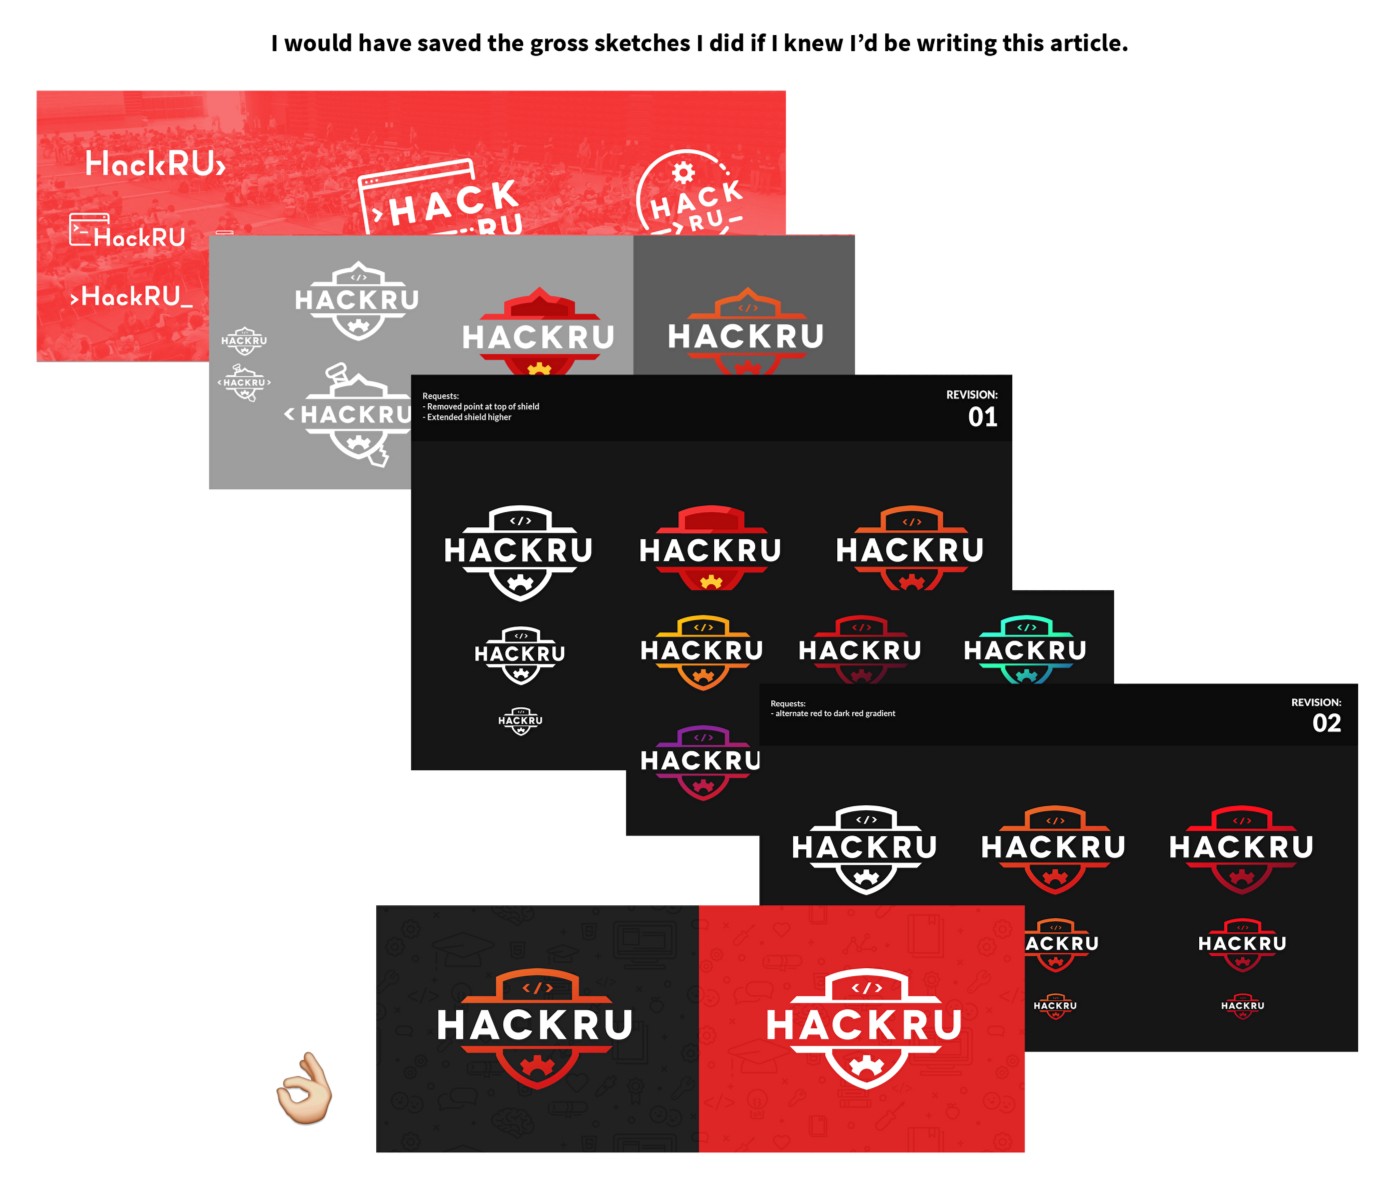 I would have saved the gross sketches I did if I knew I’d be writing this article.
HackRU›
>_HackRU
>HackRU_
>HACK
RU
HACK
>RU_
</>
HACKRU
HACKRU
<HACKRU>
<HACKRU
HACKRU
</>
HACKRU
Requests:
- Removed point at top of shield
- Extended shield higher
REVISION:
01
</>
HACKRU
HACKRU
</>
HACKRU
</>
HACKRU
HACKRU
</>
HACKRU
</>
HACKRU
</>
HACKRU
</>
HACKRU
Requests:
- alternate red to dark red gradient
REVISION:
02
</>
HACKRU
</>
HACKRU
</>
HACKRU
ACKRU
HACKRU
HACKRU
HACKRU
</>
HACKRU
</>
HACKRU